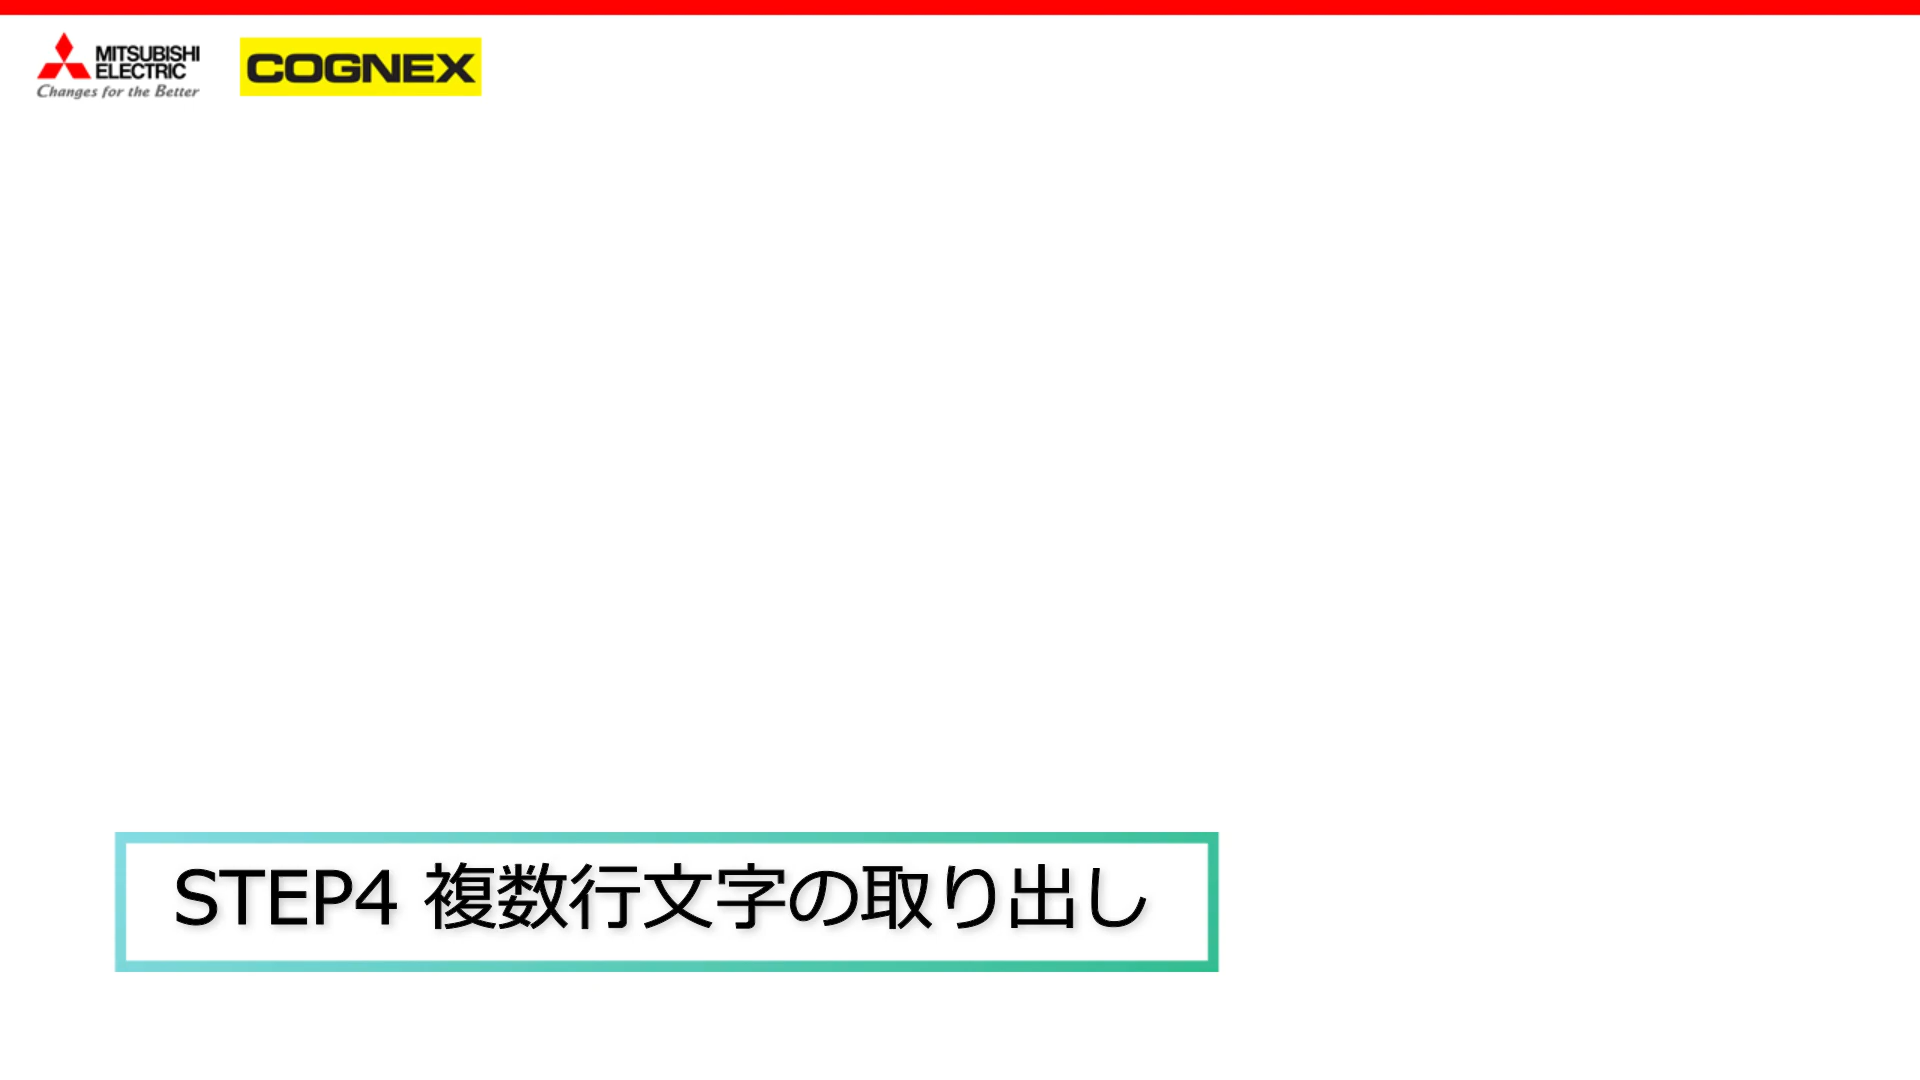 MITSUBISHI
ELECTRIC
Changes for the Better
COGNEX
STEP4 複数行文字の取り出し